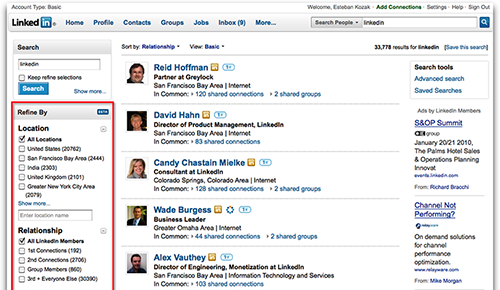 Account Type: Basic
Welcome, Esteban Kozak · Add Connections · Settings · Help · Sign Out
Linked in® Home Profile Contacts Groups Jobs Inbox (9) More... Search People linkedin
Search
linkedin
Keep refine selections
Search Show more...
Refine By BETA
Location
All Locations
United States (20762)
San Francisco Bay Area (2444)
India (2303)
United Kingdom (2101)
Greater New York City Area (2079)
Show more...
Enter location name
Relationship
All LinkedIn Members
1st Connections (192)
2nd Connections (2706)
Group Members (860)
3rd + Everyone Else (30390)
Sort by: Relationship View: Basic 33,778 results for linkedin [Save this search]
Reid Hoffman 1st
Partner at Greylock
San Francisco Bay Area | Internet
In Common: 120 shared connections 2 shared groups
David Hahn 1st
Director of Product Management, LinkedIn
San Francisco Bay Area | Internet
In Common: 83 shared connections
Candy Chastain Mielke 1st
Consultant at LinkedIn
Colorado Springs, Colorado Area | Internet
In Common: 128 shared connections 2 shared groups
Wade Burgess 1st
Business Leader
Greater Omaha Area | Internet
In Common: 44 shared connections 2 shared groups
Alex Vauthey 1st
Director of Engineering, Monetization at LinkedIn
San Francisco Bay Area | Information Technology and Services
In Common: 103 shared connections 2 shared groups
Search tools
Advanced search
Saved Searches
Ads by LinkedIn Members
S&OP Summit
group
January 20/21 2010,
The Palms Hotel Sales
& Operations Planning
Innovat
From: Richard Braochi
Channel Not
Performing?
relayware
On demand solutions
for channel
performance
optimization.
www.relayware.com
From: Mike Morgan